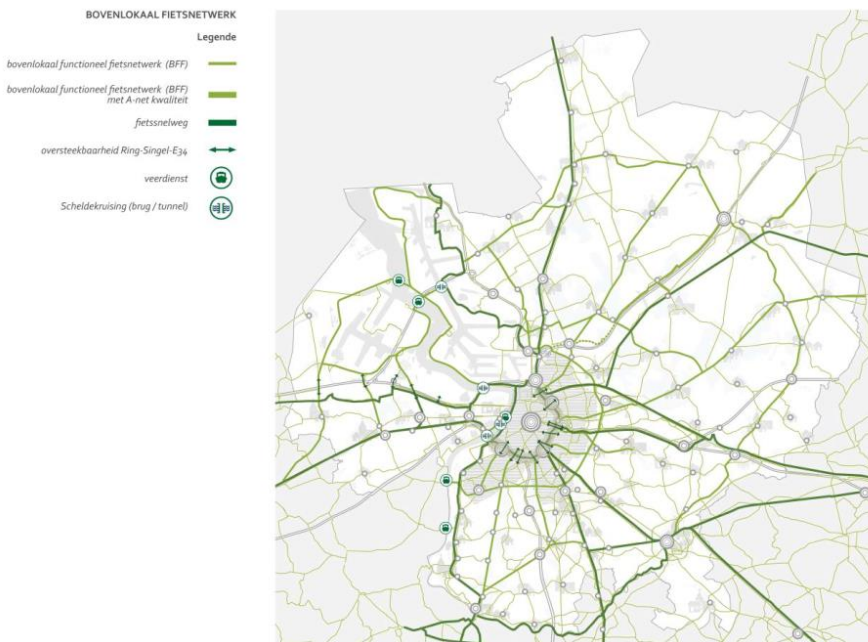 BOVENLOKAAL FIETSNETWERK
Legende
bovenlokaal functioneel fietsnetwerk (BFF)
bovenlokaal functioneel fietsnetwerk (BFF)
met A-net kwaliteit
fietssnelweg
oversteekbaarheid Ring-Singel-E34
veerdienst
Scheldekruising (brug / tunnel)